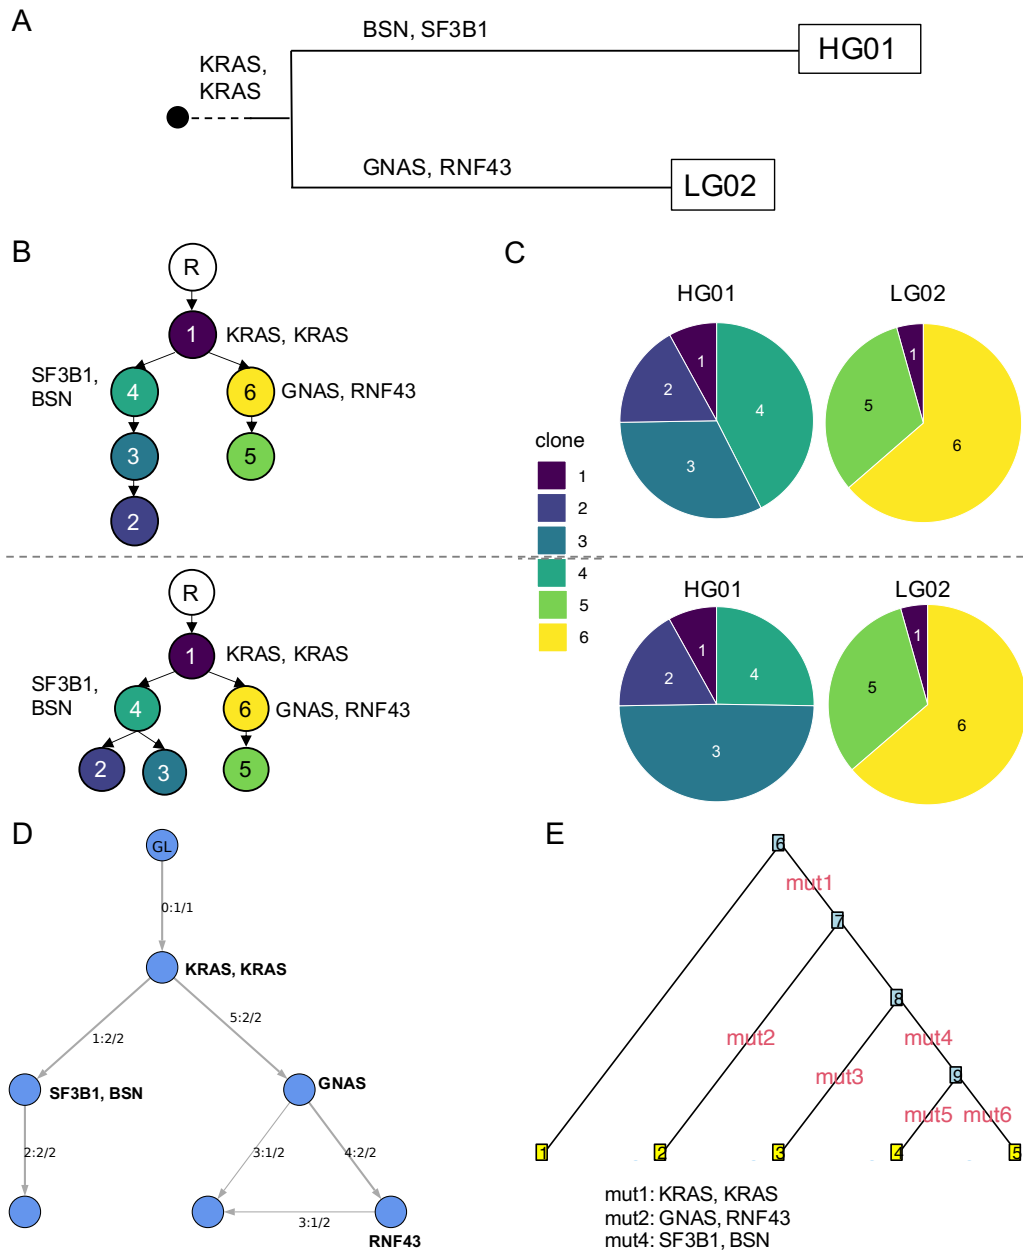 A
BSN, SF3B1
HG01
KRAS,
KRAS
GNAS, RNF43
LG02
B
R
1
KRAS, KRAS
SF3B1,
BSN
4
6
GNAS, RNF43
3
5
2
C
HG01
LG02
1
2
3
4
1
5
6
clone
1
2
3
4
5
6
R
1
KRAS, KRAS
SF3B1,
BSN
4
6
GNAS, RNF43
2
3
5
HG01
LG02
1
2
4
3
1
5
6
D
GL
0:1/1
KRAS, KRAS
1:2/2
5:2/2
SF3B1, BSN
GNAS
2:2/2
3:1/2
4:2/2
3:1/2
RNF43
E
6
mut1
7
8
mut2
mut4
mut3
9
mut5
mut6
1
2
3
4
5
mut1: KRAS, KRAS
mut2: GNAS, RNF43
mut4: SF3B1, BSN